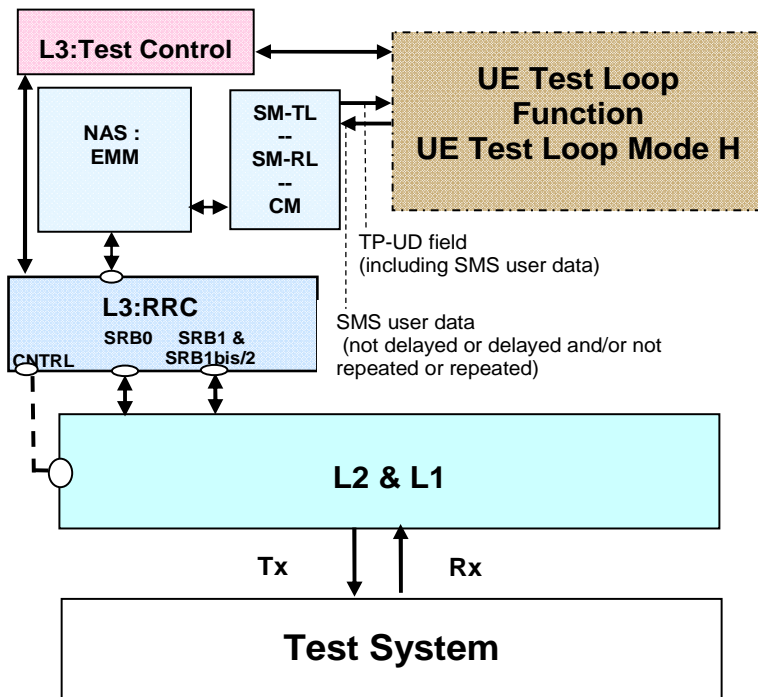 L3:Test Control
UE Test Loop
Function
UE Test Loop Mode H
NAS :
EMM
SM-TL
--
SM-RL
--
CM
TP-UD field
(including SMS user data)
L3:RRC
SRB0
SRB1 &
SRB1bis/2
CNTRL
SMS user data
(not delayed or delayed and/or not
repeated or repeated)
L2 & L1
Tx
Rx
Test System